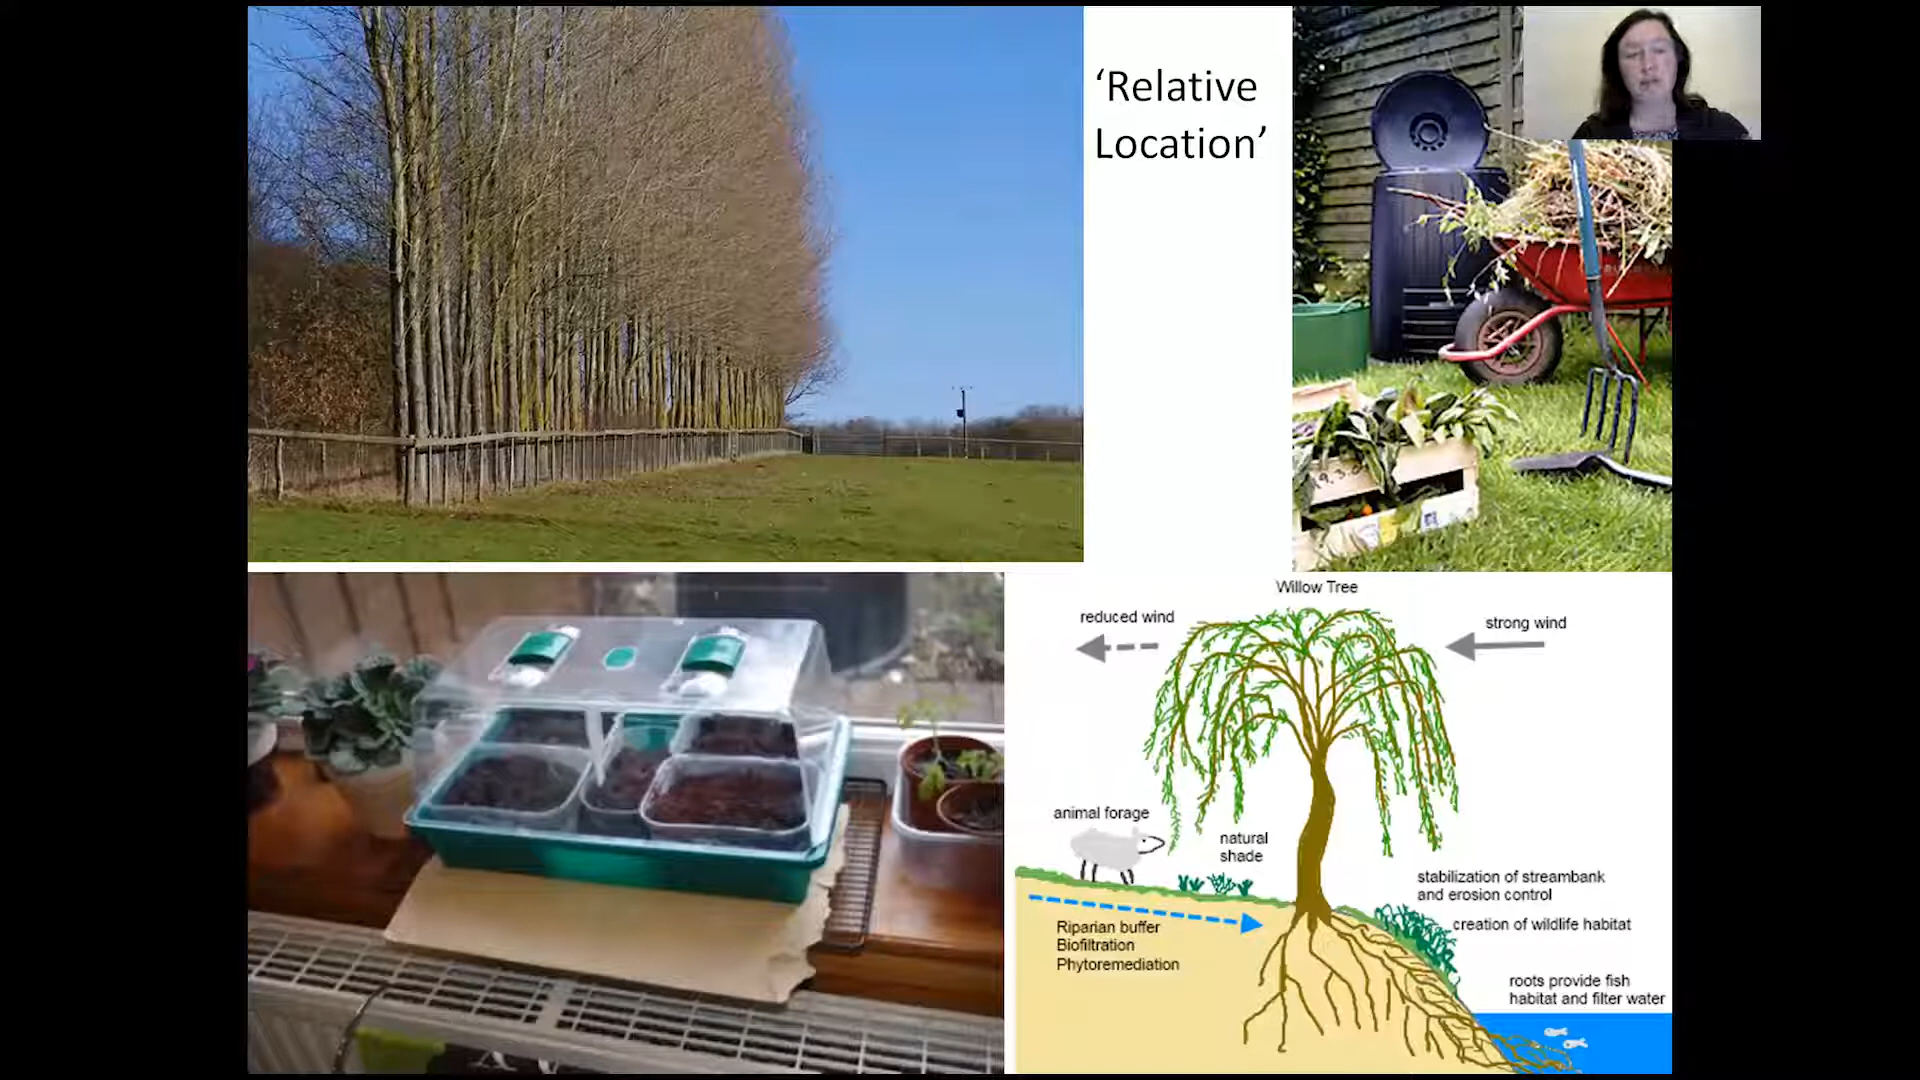 ‘Relative
Location’
Willow Tree
reduced wind
strong wind
animal forage
natural
shade
stabilization of streambank
and erosion control
creation of wildlife habitat
Riparian buffer
Biofiltration
Phytoremediation
roots provide fish
habitat and filter water